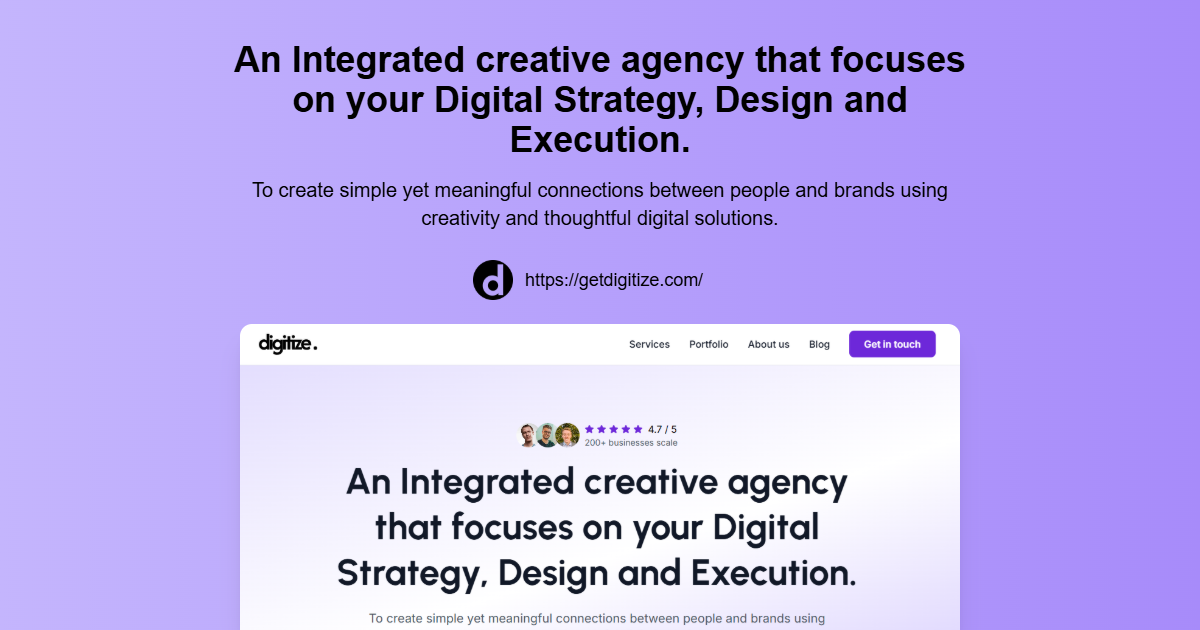 An Integrated creative agency that focuses
on your Digital Strategy, Design and
Execution.
To create simple yet meaningful connections between people and brands using
creativity and thoughtful digital solutions.
d https://getdigitize.com/
digitize. Services Portfolio About us Blog Get in touch
4.7 / 5
200+ businesses scale
An Integrated creative agency
that focuses on your Digital
Strategy, Design and Execution.
To create simple yet meaningful connections between people and brands using